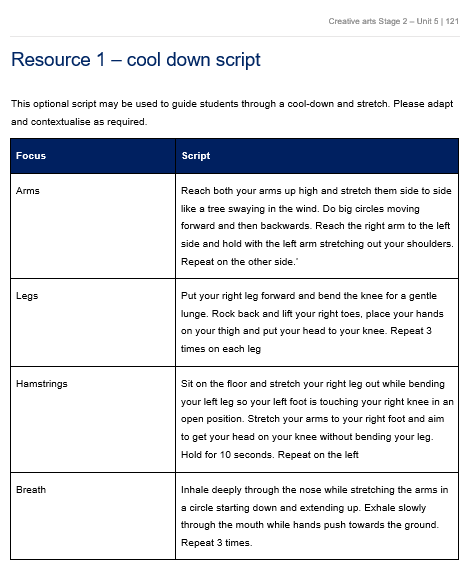 Creative arts Stage 2 – Unit 5 | 121
Resource 1 – cool down script
This optional script may be used to guide students through a cool-down and stretch. Please adapt
and contextualise as required.
Focus
Script
Arms
Reach both your arms up high and stretch them side to side
like a tree swaying in the wind. Do big circles moving
forward and then backwards. Reach the right arm to the left
side and hold with the left arm stretching out your shoulders.
Repeat on the other side.’
Legs
Put your right leg forward and bend the knee for a gentle
lunge. Rock back and lift your right toes, place your hands
on your thigh and put your head to your knee. Repeat 3
times on each leg
Hamstrings
Sit on the floor and stretch your right leg out while bending
your left leg so your left foot is touching your right knee in an
open position. Stretch your arms to your right foot and aim
to get your head on your knee without bending your leg.
Hold for 10 seconds. Repeat on the left
Breath
Inhale deeply through the nose while stretching the arms in
a circle starting down and extending up. Exhale slowly
through the mouth while hands push towards the ground.
Repeat 3 times.